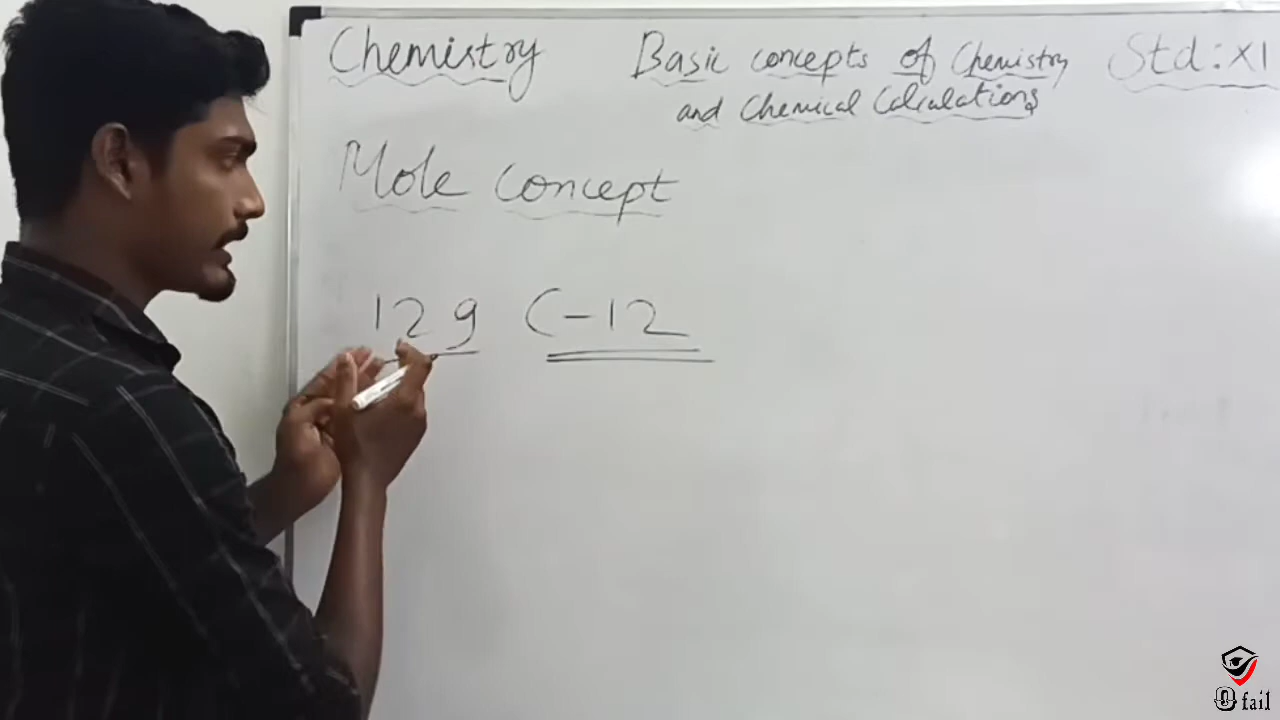 Chemistry Basic concepts of Chemistry Std: XI
and Chemical Calculations
Mole Concept
12 g C-12
0 fail